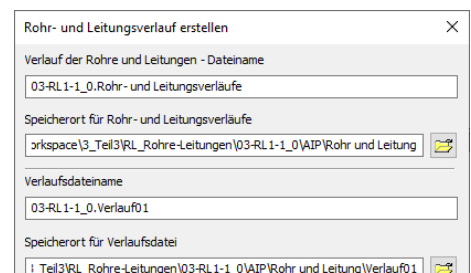 Rohr- und Leitungsverlauf erstellen
Verlauf der Rohre und Leitungen - Dateiname
03-RL1-1_0.Rohr- und Leitungsverläufe
Speicherort für Rohr- und Leitungsverläufe
orkspace\3_Teil3\RL_Rohre-Leitungen\03-RL1-1_0\AIP\Rohr und Leitung
Verlaufsdateiname
03-RL1-1_0.Verlauf01
Speicherort für Verlaufsdatei
_Teil3\RL_Rohre-Leitungen\03-RL1-1_0\AIP\Rohr und Leitung\Verlauf01